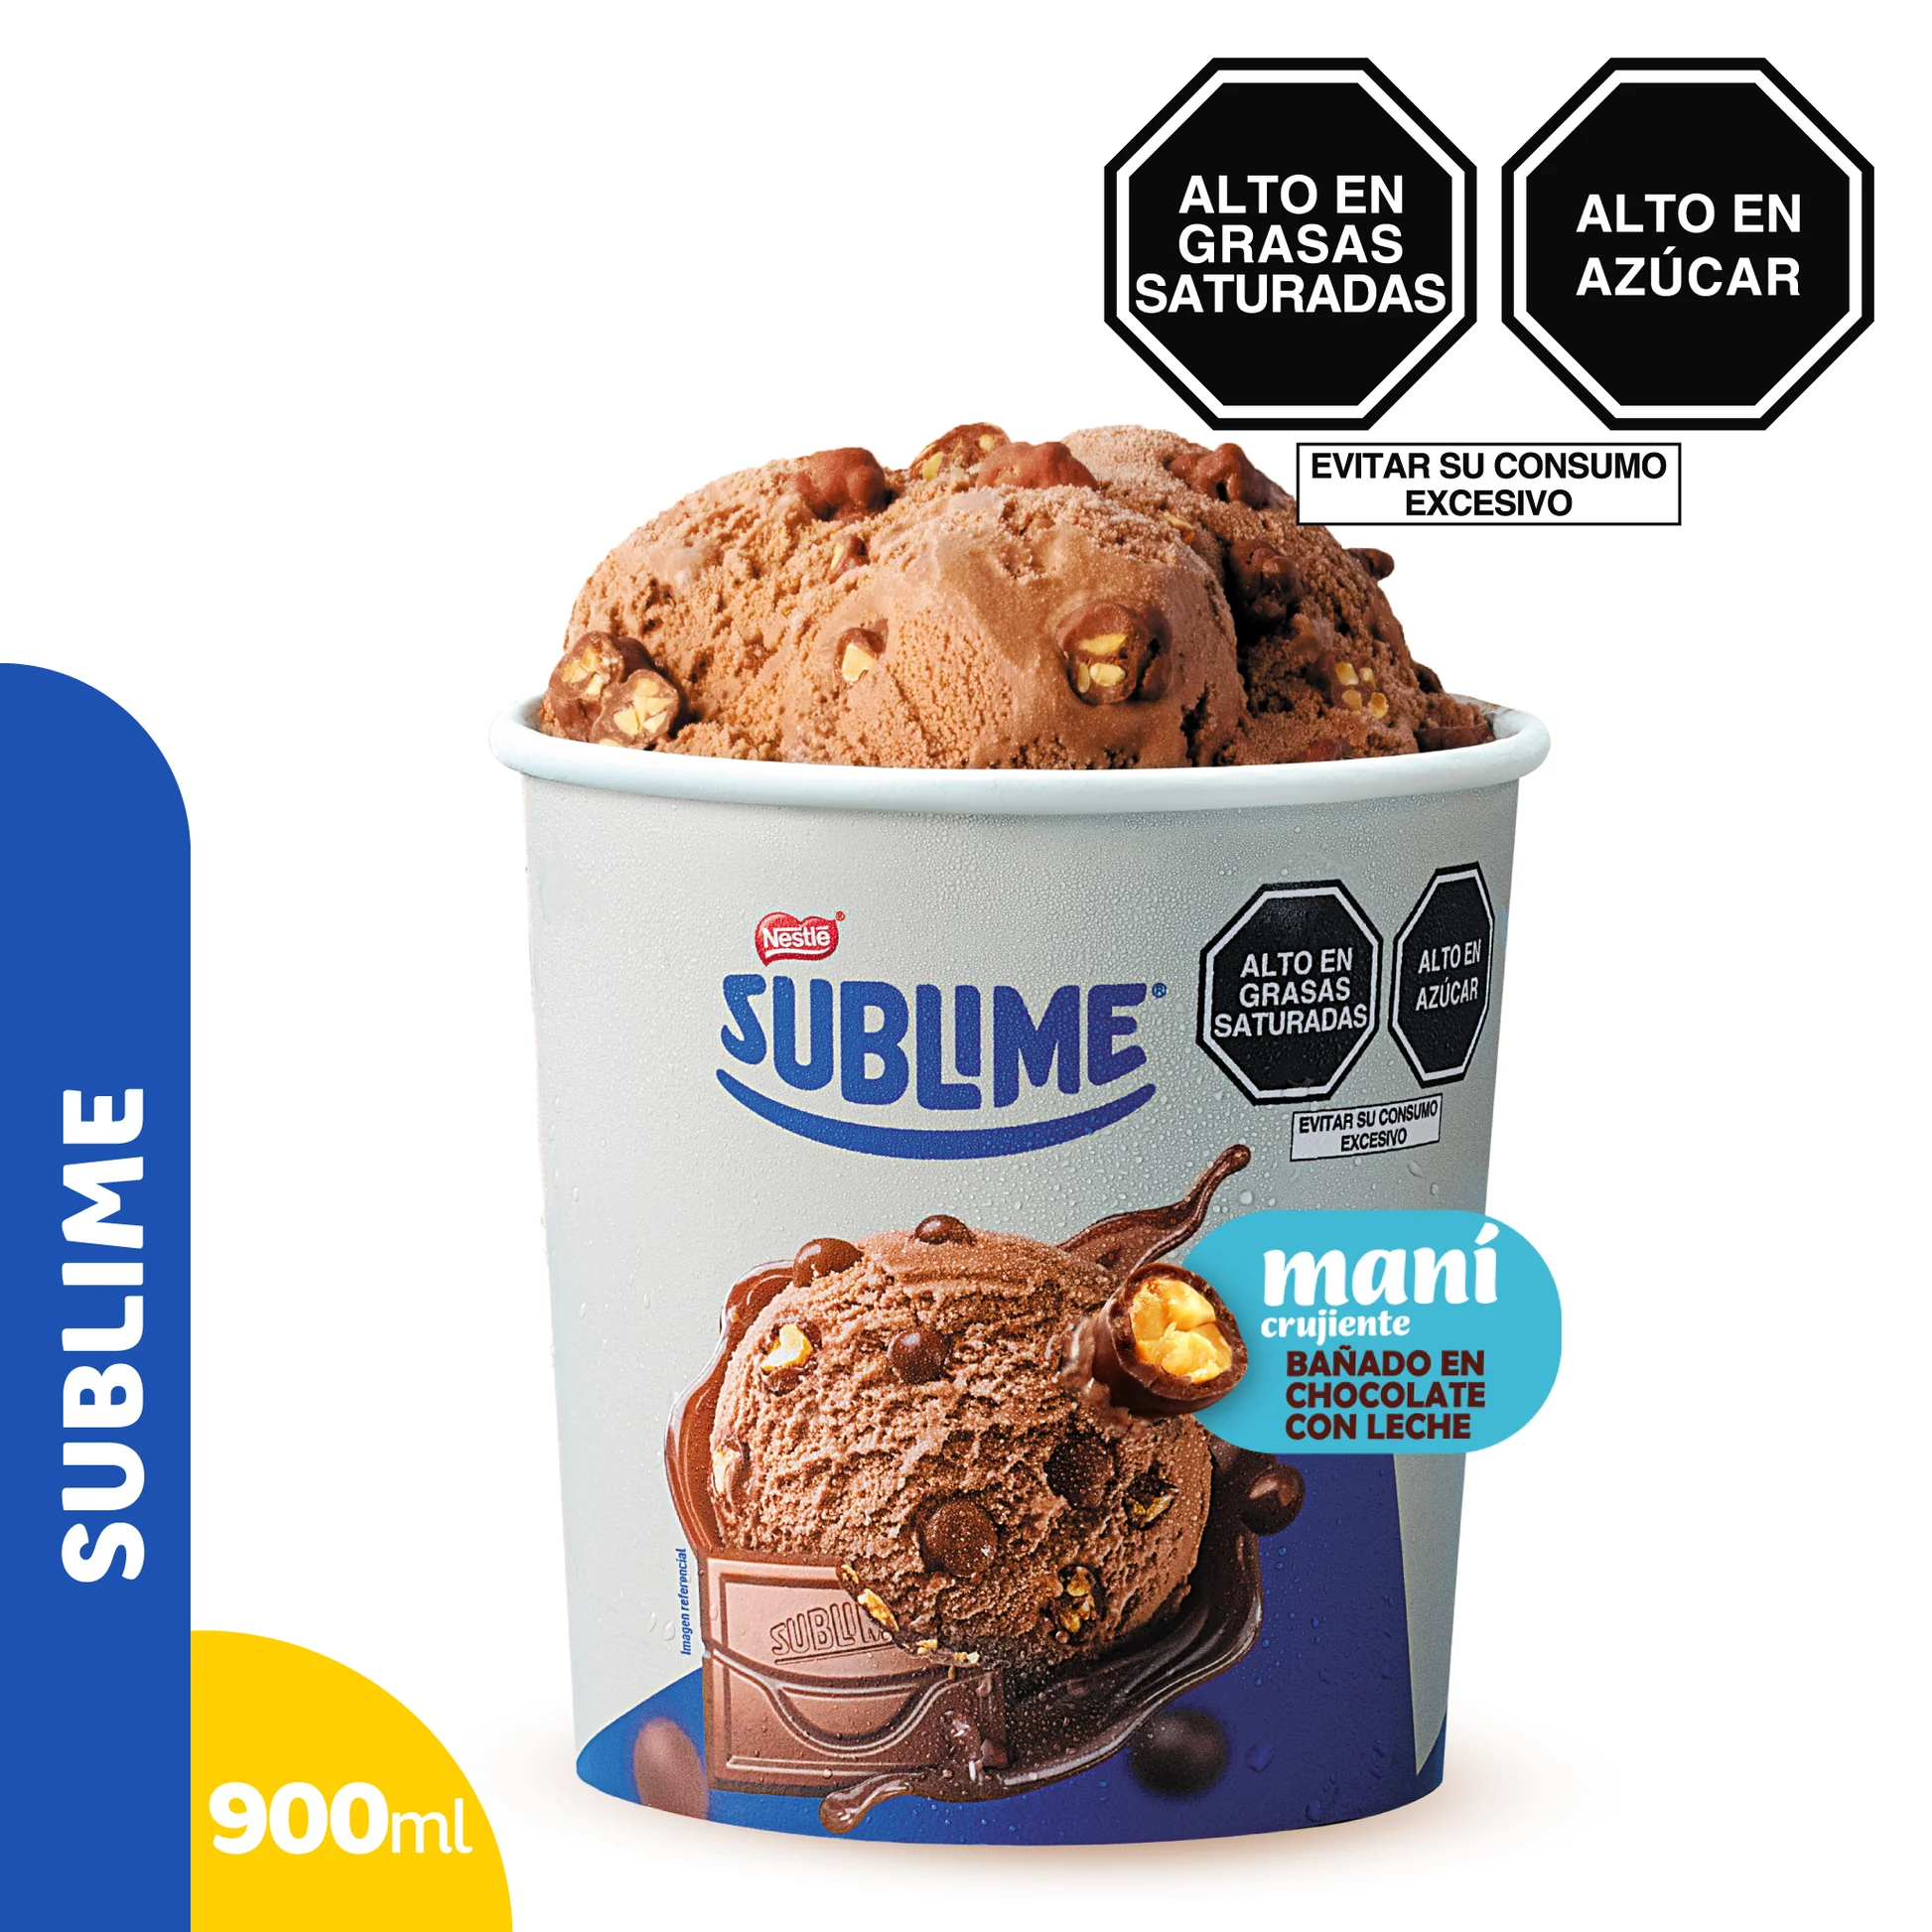 ALTO EN
GRASAS
SATURADAS
ALTO EN
AZÚCAR
EVITAR SU CONSUMO
EXCESIVO
Nestlé®
SUBLIME®
ALTO EN
GRASAS
SATURADAS
ALTO EN
AZÚCAR
EVITAR SU CONSUMO
EXCESIVO
maní
crujiente
BAÑADO EN
CHOCOLATE
CON LECHE
Imagen referencial
SUBLIM
SUBLIME
900ml